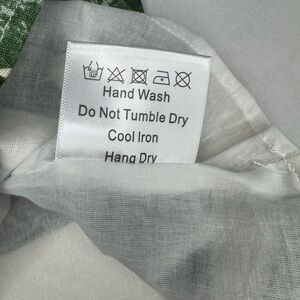 Hand Wash
Do Not Tumble Dry
Cool Iron
Hang Dry